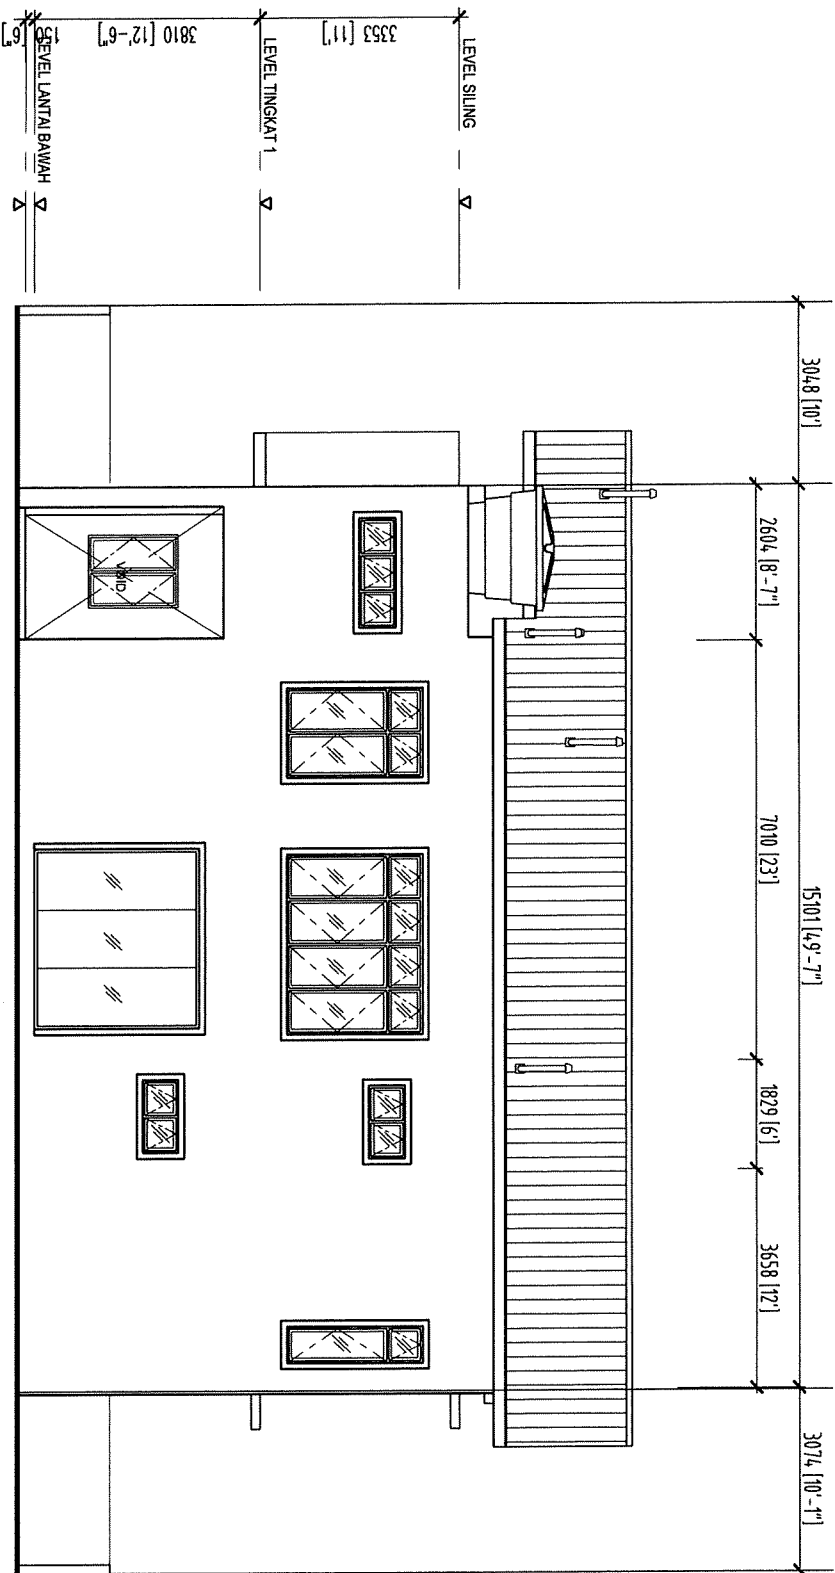 3048 [10']
15101 [49'-7"]
3074 [10'-1"]
2604 [8'-7"]
7010 [23']
1829 [6']
3658 [12']
LEVEL SILING
3353 [11']
LEVEL TINGKAT 1
3810 [12'-6"]
LEVEL LANTAI BAWAH
150 [6"]
VOID